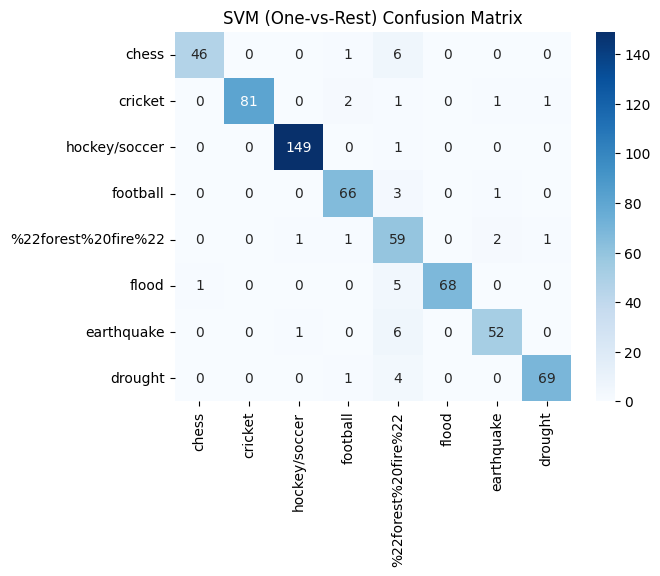 SVM (One-vs-Rest) Confusion Matrix
chess 46 0 0 1 6 0 0 0
cricket 0 81 0 2 1 0 1 1
hockey/soccer 0 0 149 0 1 0 0 0
football 0 0 0 66 3 0 1 0
%22forest%20fire%22 0 0 1 1 59 0 2 1
flood 1 0 0 0 5 68 0 0
earthquake 0 0 1 0 6 0 52 0
drought 0 0 0 1 4 0 0 69
chess cricket hockey/soccer football %22forest%20fire%22 flood earthquake drought
140
120
100
80
60
40
20
0